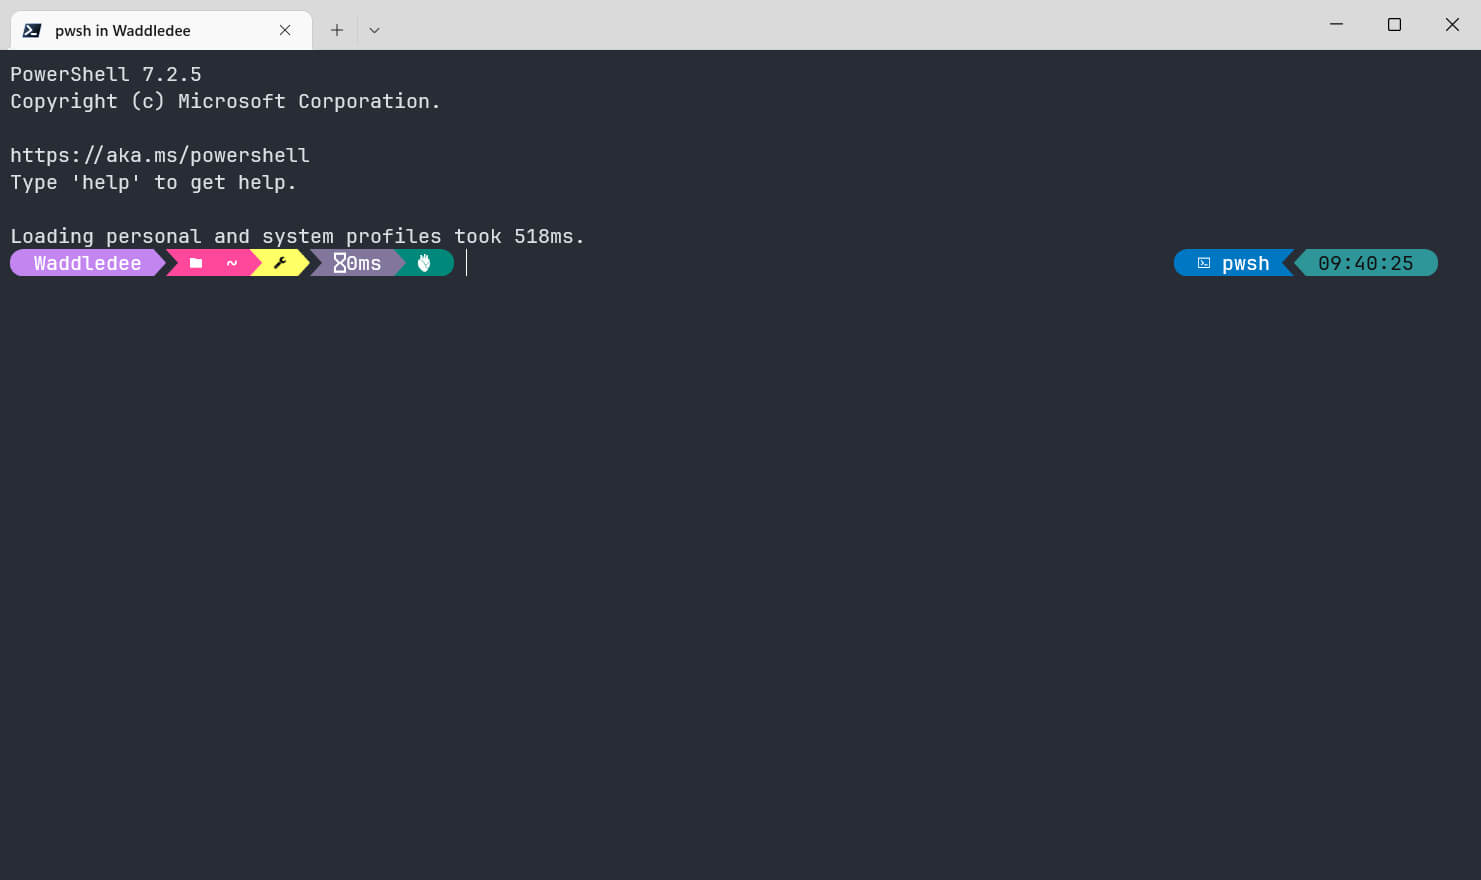 pwsh in Waddledee
PowerShell 7.2.5
Copyright (c) Microsoft Corporation.
https://aka.ms/powershell
Type 'help' to get help.
Loading personal and system profiles took 518ms.
Waddledee ~ 0ms pwsh 09:40:25